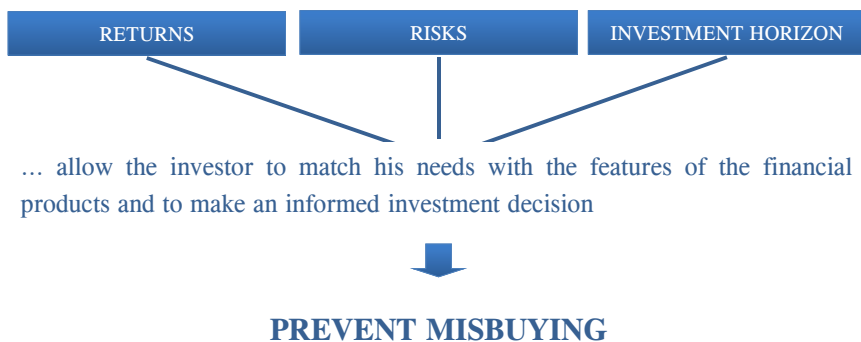 RETURNS
RISKS
INVESTMENT HORIZON
... allow the investor to match his needs with the features of the financial
products and to make an informed investment decision
PREVENT MISBUYING